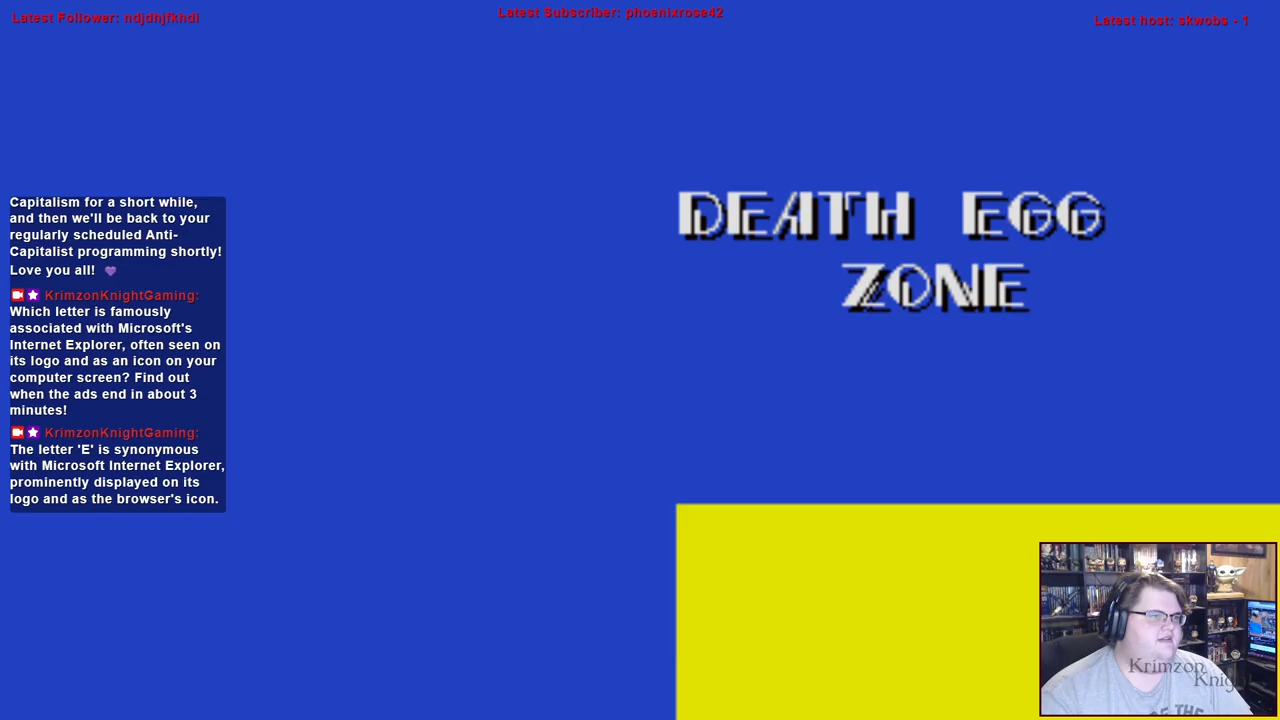 Latest Follower: ndjdhjfkhdl
Latest Subscriber: phoenixrose42
Latest host: skwobs - 1
DEATH EGG
ZONE
Capitalism for a short while,
and then we'll be back to your
regularly scheduled Anti-
Capitalist programming shortly!
Love you all! 💜
KrimzonKnightGaming:
Which letter is famously
associated with Microsoft's
Internet Explorer, often seen on
its logo and as an icon on your
computer screen? Find out
when the ads end in about 3
minutes!
KrimzonKnightGaming:
The letter 'E' is synonymous
with Microsoft Internet Explorer,
prominently displayed on its
logo and as the browser's icon.
Krimzon
Knight
OF THE